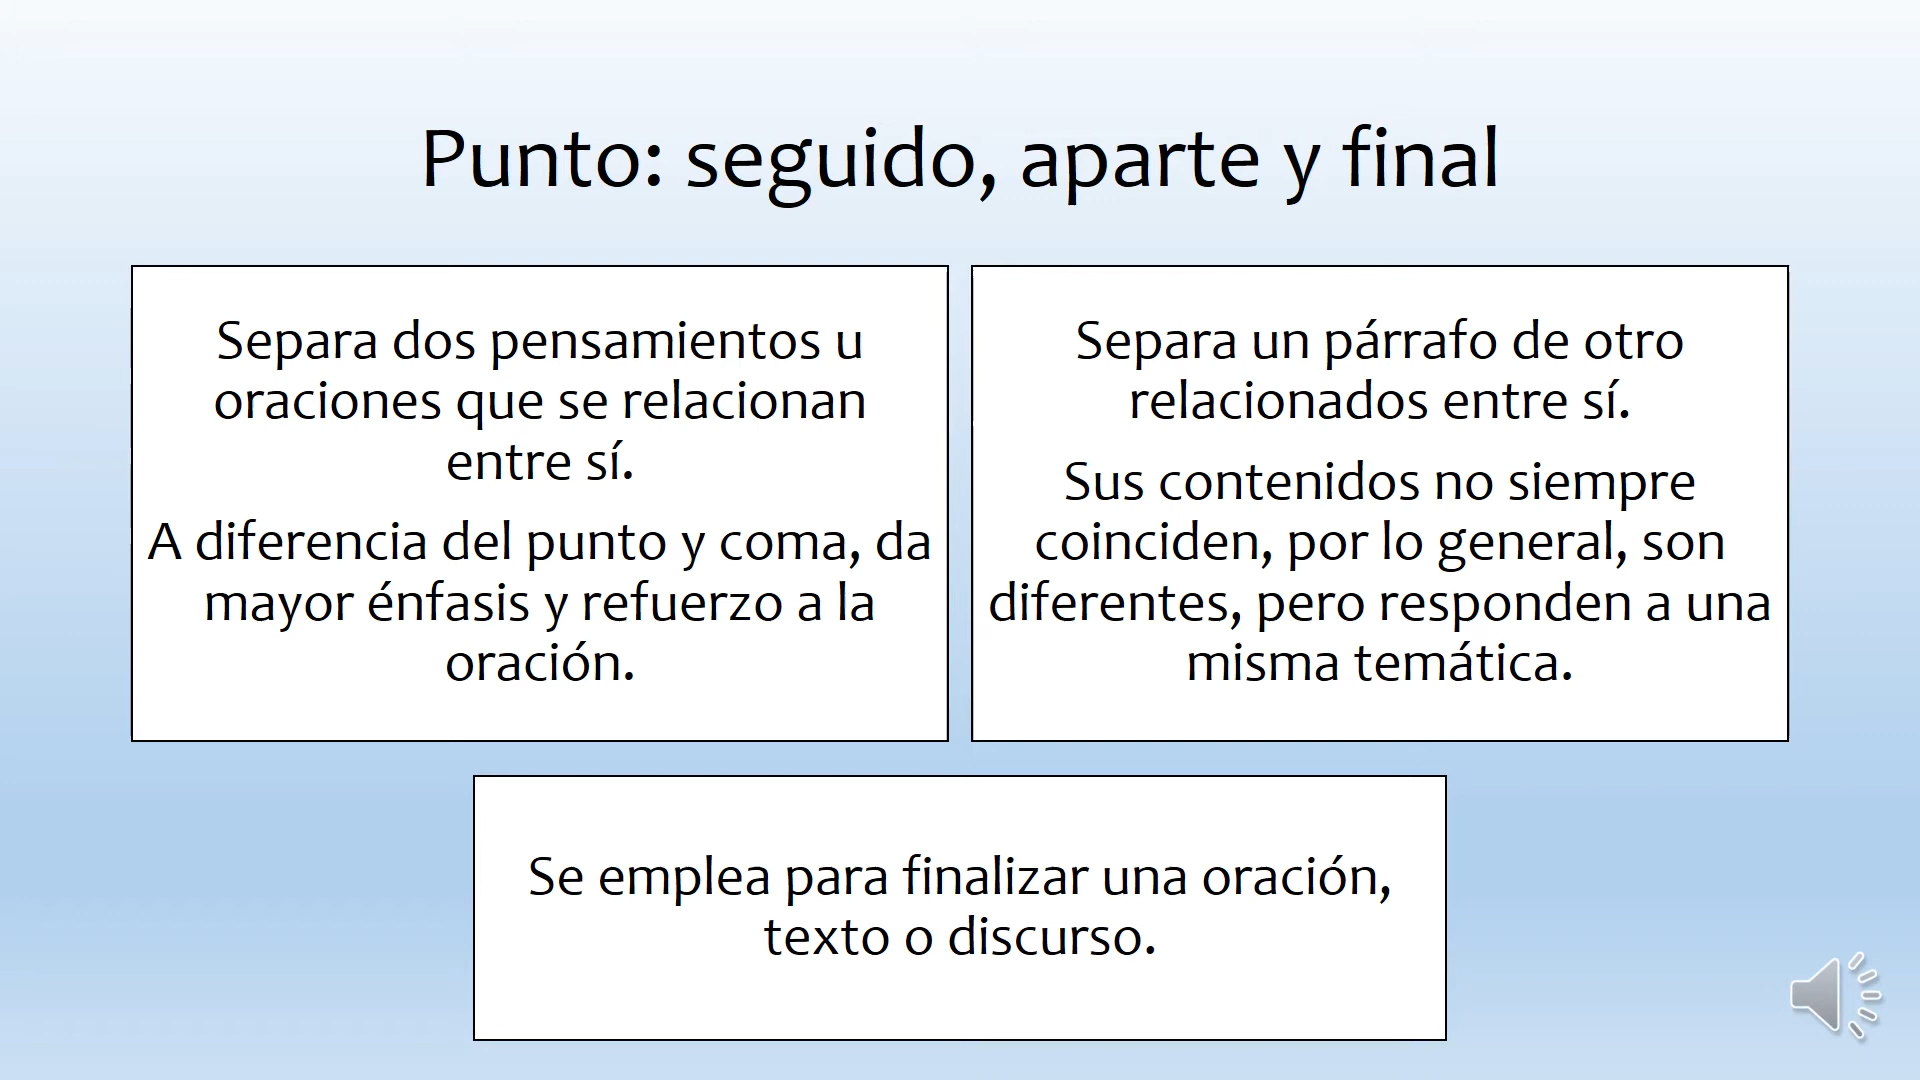 Punto: seguido, aparte y final
Separa dos pensamientos u
oraciones que se relacionan
entre sí.
A diferencia del punto y coma, da
mayor énfasis y refuerzo a la
oración.
Separa un párrafo de otro
relacionados entre sí.
Sus contenidos no siempre
coinciden, por lo general, son
diferentes, pero responden a una
misma temática.
Se emplea para finalizar una oración,
texto o discurso.